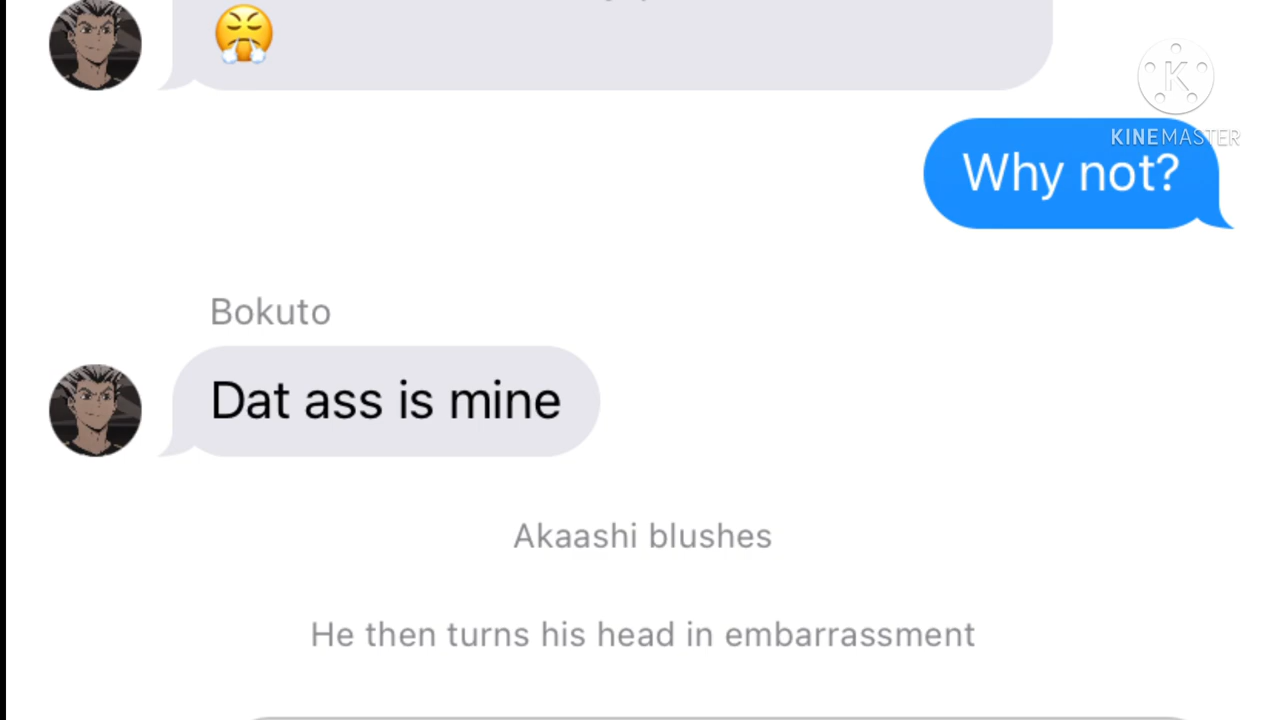 😤
KINEMASTER
Why not?
Bokuto
Dat ass is mine
Akaashi blushes
He then turns his head in embarrassment